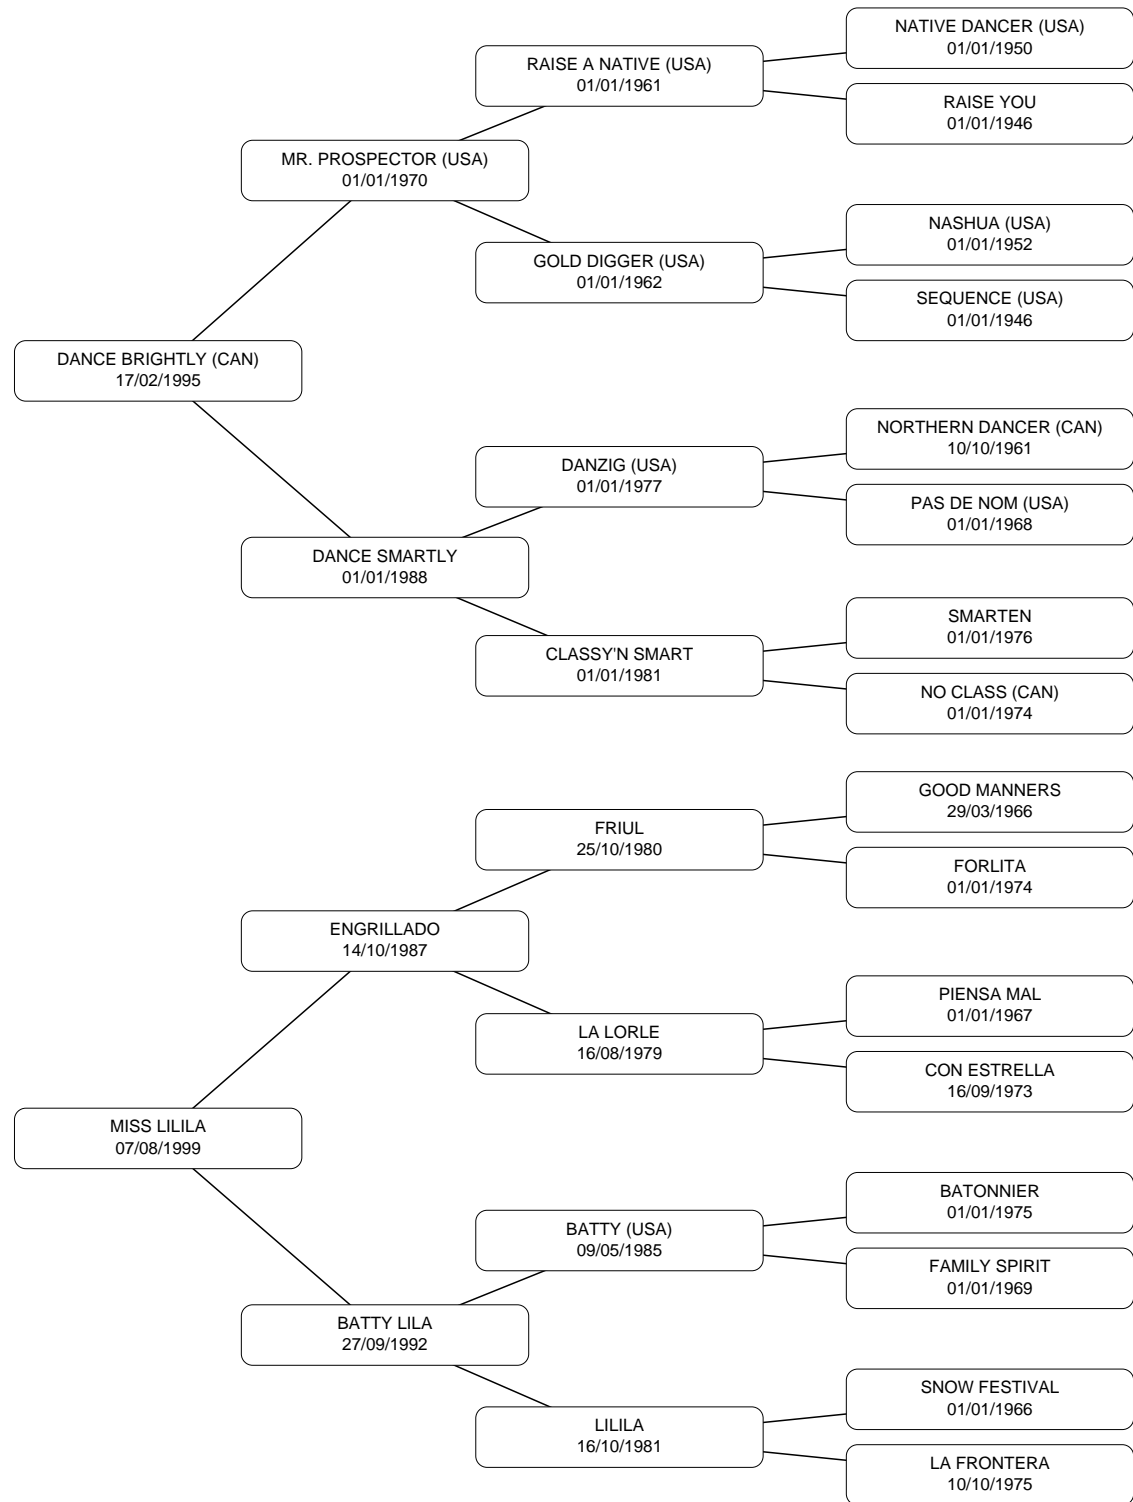 NATIVE DANCER (USA)
01/01/1950
RAISE A NATIVE (USA)
01/01/1961
RAISE YOU
01/01/1946
MR. PROSPECTOR (USA)
01/01/1970
NASHUA (USA)
01/01/1952
GOLD DIGGER (USA)
01/01/1962
SEQUENCE (USA)
01/01/1946
DANCE BRIGHTLY (CAN)
17/02/1995
NORTHERN DANCER (CAN)
10/10/1961
DANZIG (USA)
01/01/1977
PAS DE NOM (USA)
01/01/1968
DANCE SMARTLY
01/01/1988
SMARTEN
01/01/1976
CLASSY'N SMART
01/01/1981
NO CLASS (CAN)
01/01/1974
GOOD MANNERS
29/03/1966
FRIUL
25/10/1980
FORLITA
01/01/1974
ENGRILLADO
14/10/1987
PIENSA MAL
01/01/1967
LA LORLE
16/08/1979
CON ESTRELLA
16/09/1973
MISS LILILA
07/08/1999
BATONNIER
01/01/1975
BATTY (USA)
09/05/1985
FAMILY SPIRIT
01/01/1969
BATTY LILA
27/09/1992
SNOW FESTIVAL
01/01/1966
LILILA
16/10/1981
LA FRONTERA
10/10/1975